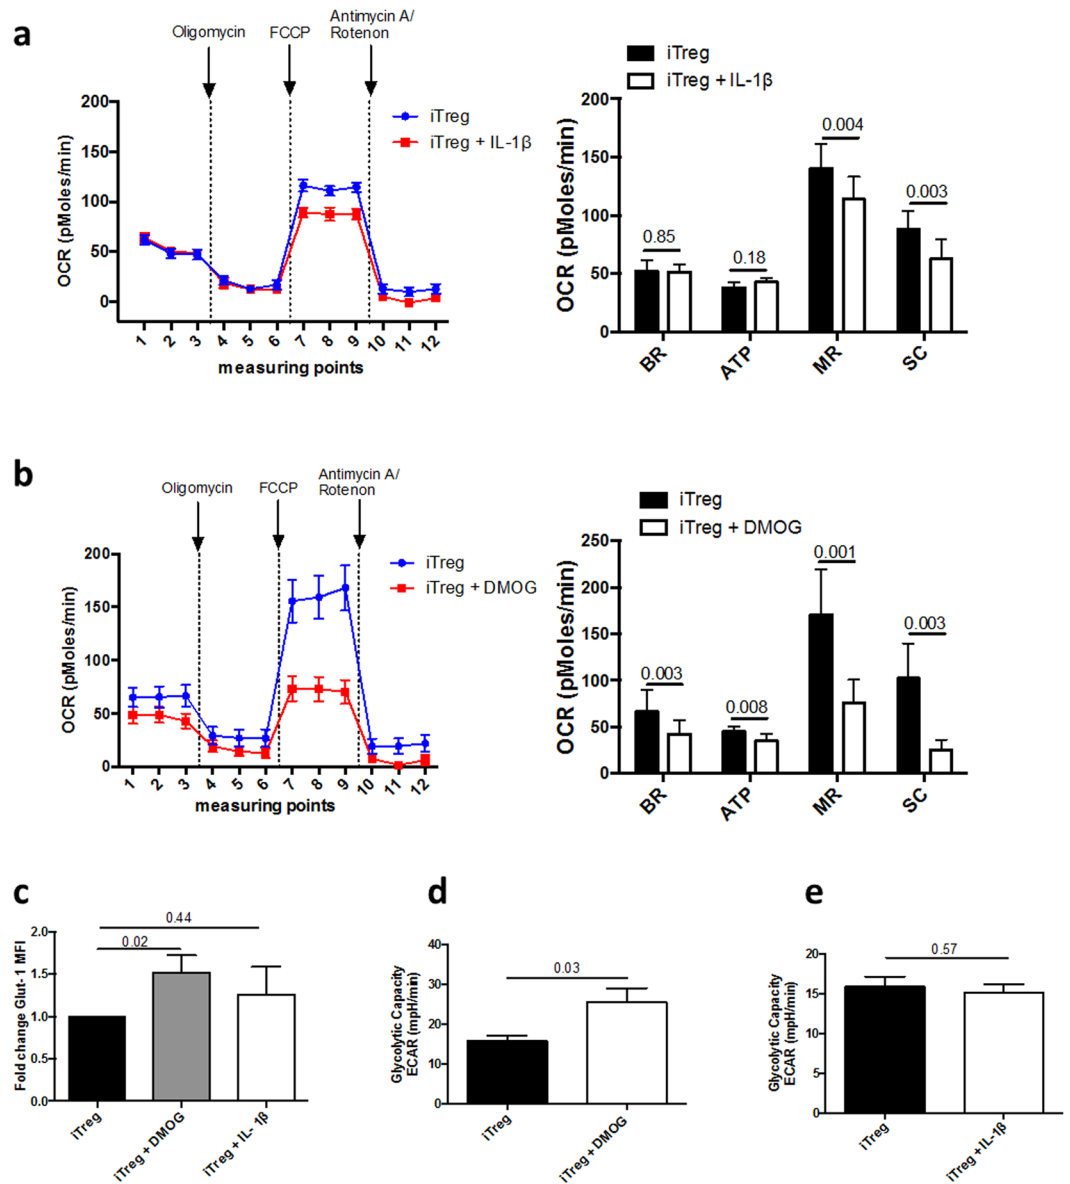 a
Oligomycin
FCCP
Antimycin A/
Rotenon
iTreg
iTreg + IL-1β
OCR (pMoles/min)
200
150
100
50
0
1 2 3 4 5 6 7 8 9 10 11 12
measuring points
iTreg
iTreg + IL-1β
OCR (pMoles/min)
200
150
100
50
0
0.85
0.18
0.004
0.003
BR ATP MR SC
b
Oligomycin
FCCP
Antimycin A/
Rotenon
iTreg
iTreg + DMOG
OCR (pMoles/min)
200
150
100
50
0
1 2 3 4 5 6 7 8 9 10 11 12
measuring points
iTreg
iTreg + DMOG
OCR (pMoles/min)
250
200
150
100
50
0
0.003
0.008
0.001
0.003
BR ATP MR SC
c
Fold change Glut-1 MFI
2.0
1.5
1.0
0.5
0.0
0.44
0.02
iTreg
iTreg + DMOG
iTreg + IL- 1β
d
Glycolytic Capacity
ECAR (mpH/min)
40
30
20
10
0
0.03
iTreg
iTreg + DMOG
e
Glycolytic Capacity
ECAR (mpH/min)
20
15
10
5
0
0.57
iTreg
iTreg + IL- 1β